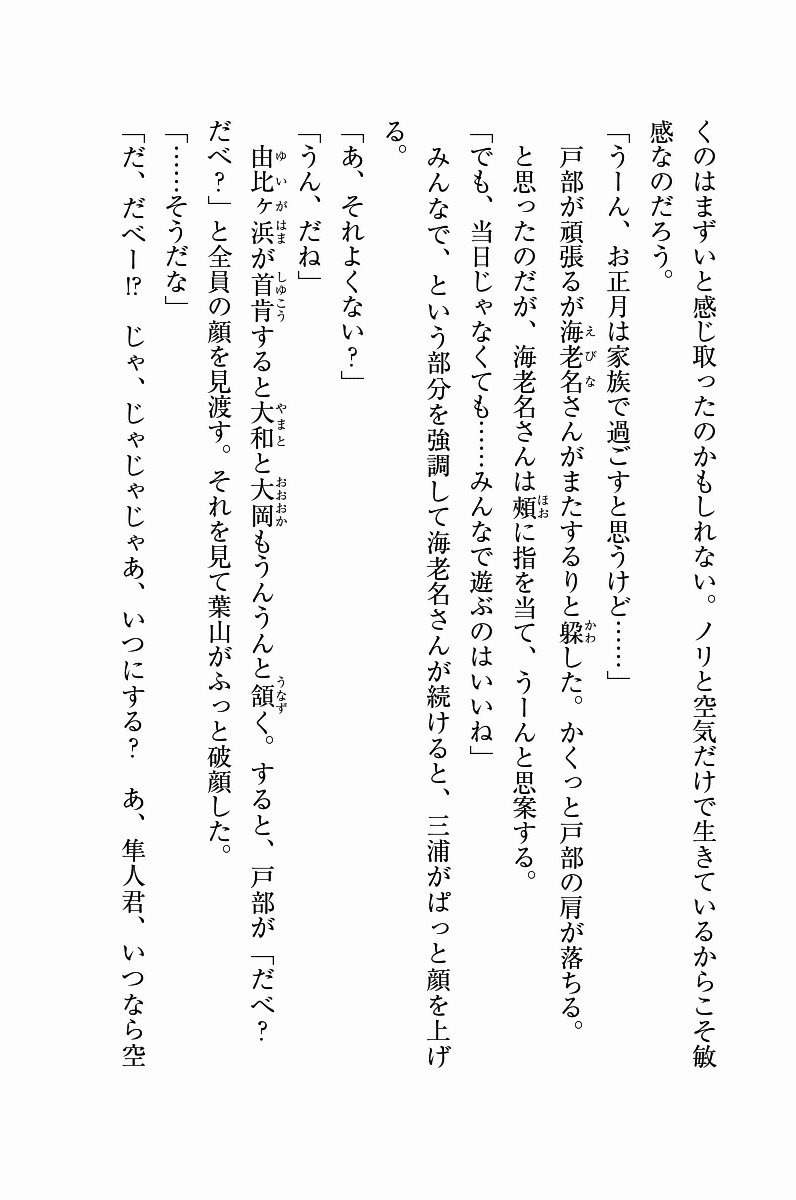 くのはまずいと感じ取ったのかもしれない。ノリと空気だけで生きているからこそ敏
感なのだろう。
「うーん、お正月は家族で過ごすと思うけど……」
戸部が頑張るが海老名さんがまたするりと躱した。かくっと戸部の肩が落ちる。
と思ったのだが、海老名さんは頰に指を当て、うーんと思案する。
「でも、当日じゃなくても……みんなで遊ぶのはいいね」
みんなで、という部分を強調して海老名さんが続けると、三浦がぱっと顔を上げ
る。
「あ、それよくない?」
「うん、だね」
由比ヶ浜が首肯すると大和と大岡もうんうんと頷く。すると、戸部が「だべ?
だべ?」と全員の顔を見渡す。それを見て葉山がふっと破顔した。
「……そうだな」
「だ、だべー!? じゃ、じゃじゃじゃあ、いつにする? あ、隼人君、いつなら空